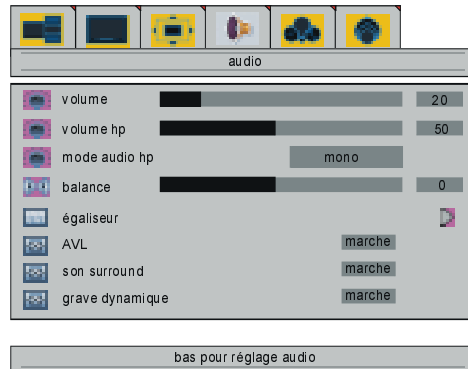 audio
volume 20
volume hp 50
mode audio hp mono
balance 0
égaliseur
AVL marche
son surround marche
grave dynamique marche
bas pour réglage audio